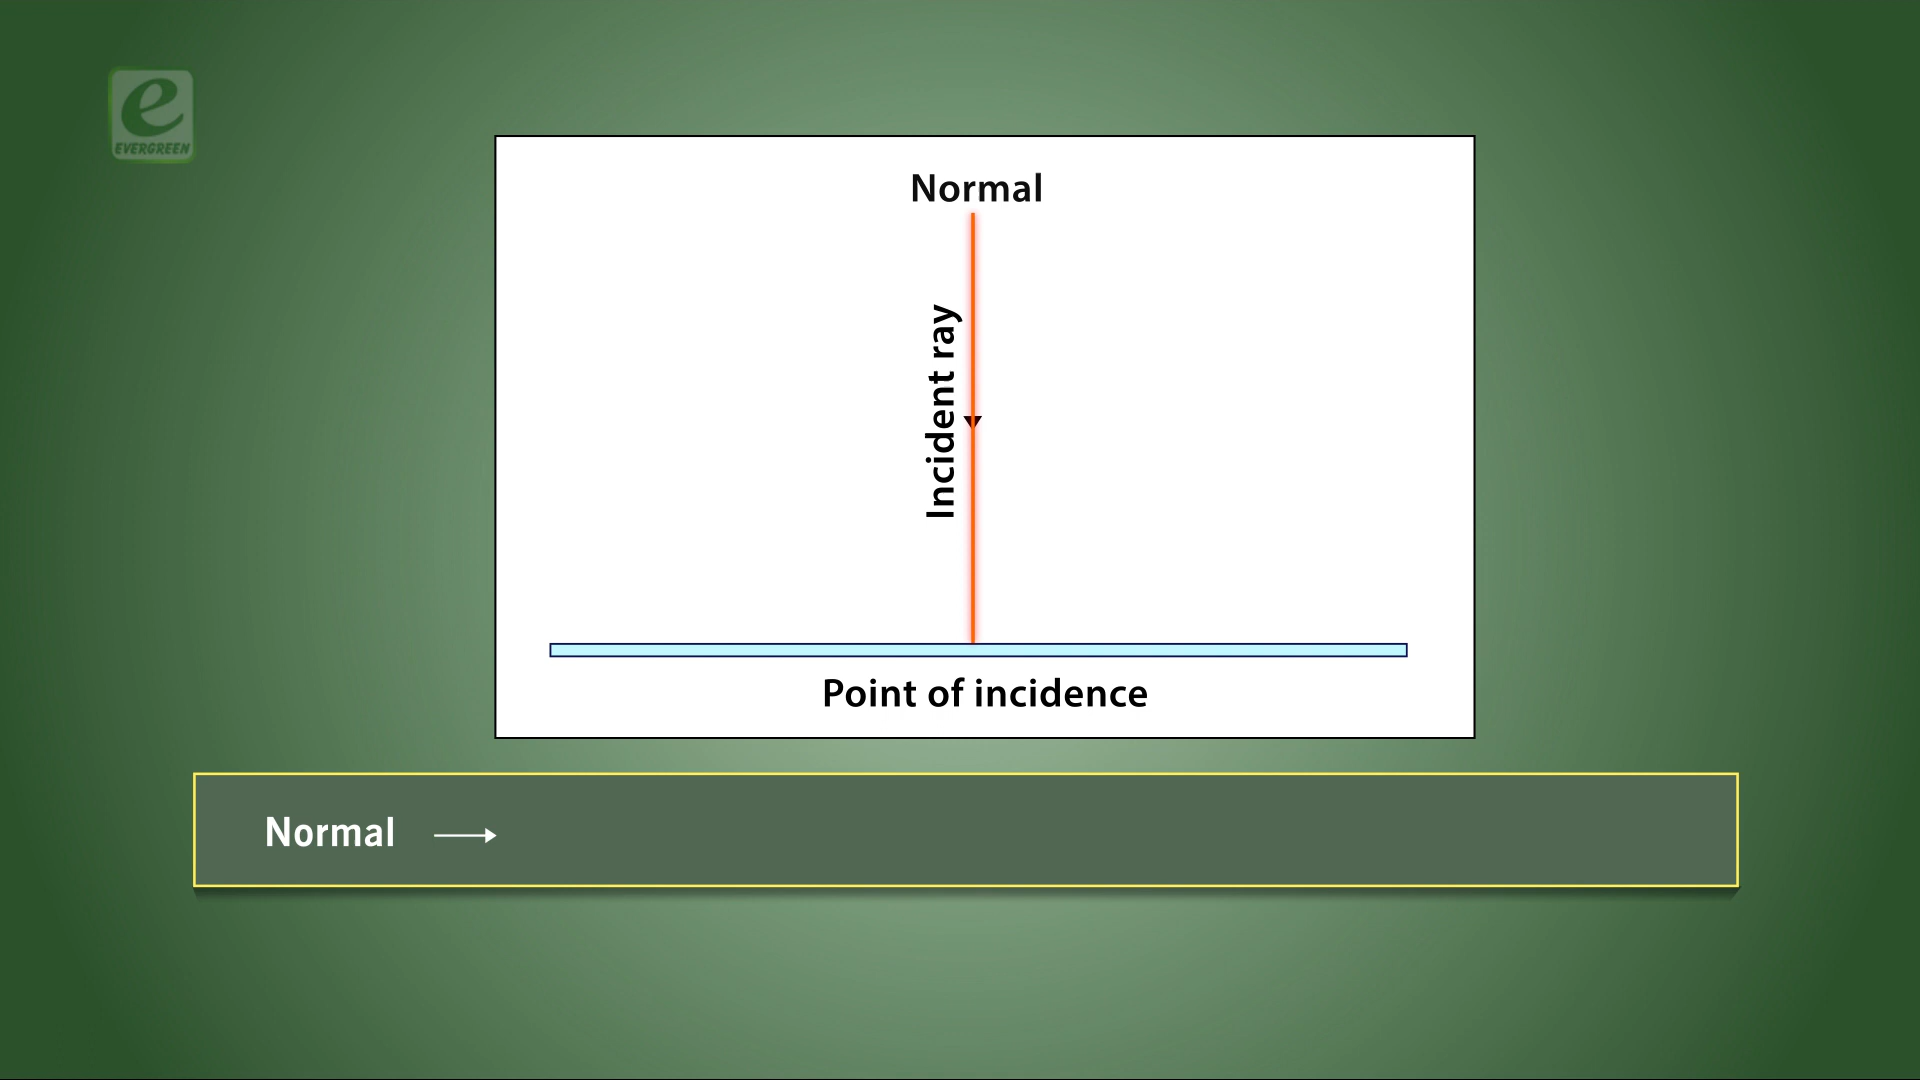 e
EVERGREEN
Normal
Incident ray
Point of incidence
Normal